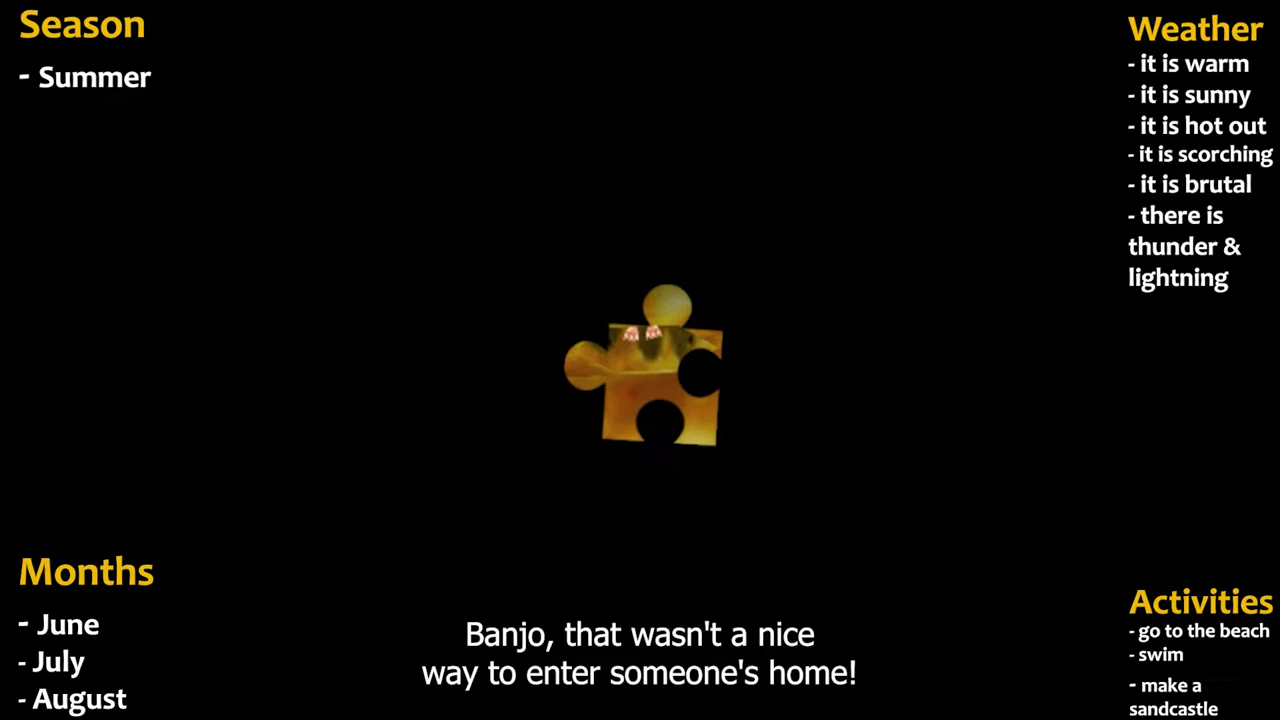 Season
- Summer
Weather
- it is warm
- it is sunny
- it is hot out
- it is scorching
- it is brutal
- there is
thunder &
lightning
Months
- June
- July
- August
Banjo, that wasn't a nice
way to enter someone's home!
Activities
- go to the beach
- swim
- make a
sandcastle